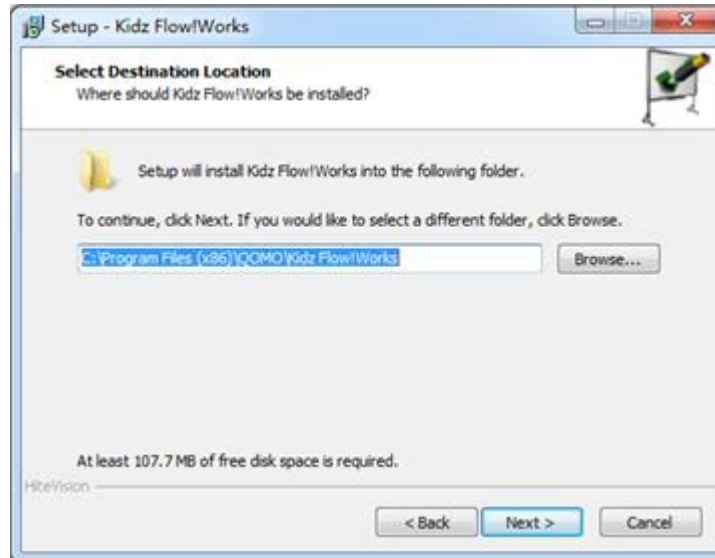 Setup - Kidz Flow!Works
Select Destination Location
Where should Kidz Flow!Works be installed?
Setup will install Kidz Flow!Works into the following folder.
To continue, click Next. If you would like to select a different folder, click Browse.
C:\Program Files (x86)\QOMO\Kidz Flow!Works
Browse...
At least 107.7 MB of free disk space is required.
HiteVision
< Back
Next >
Cancel